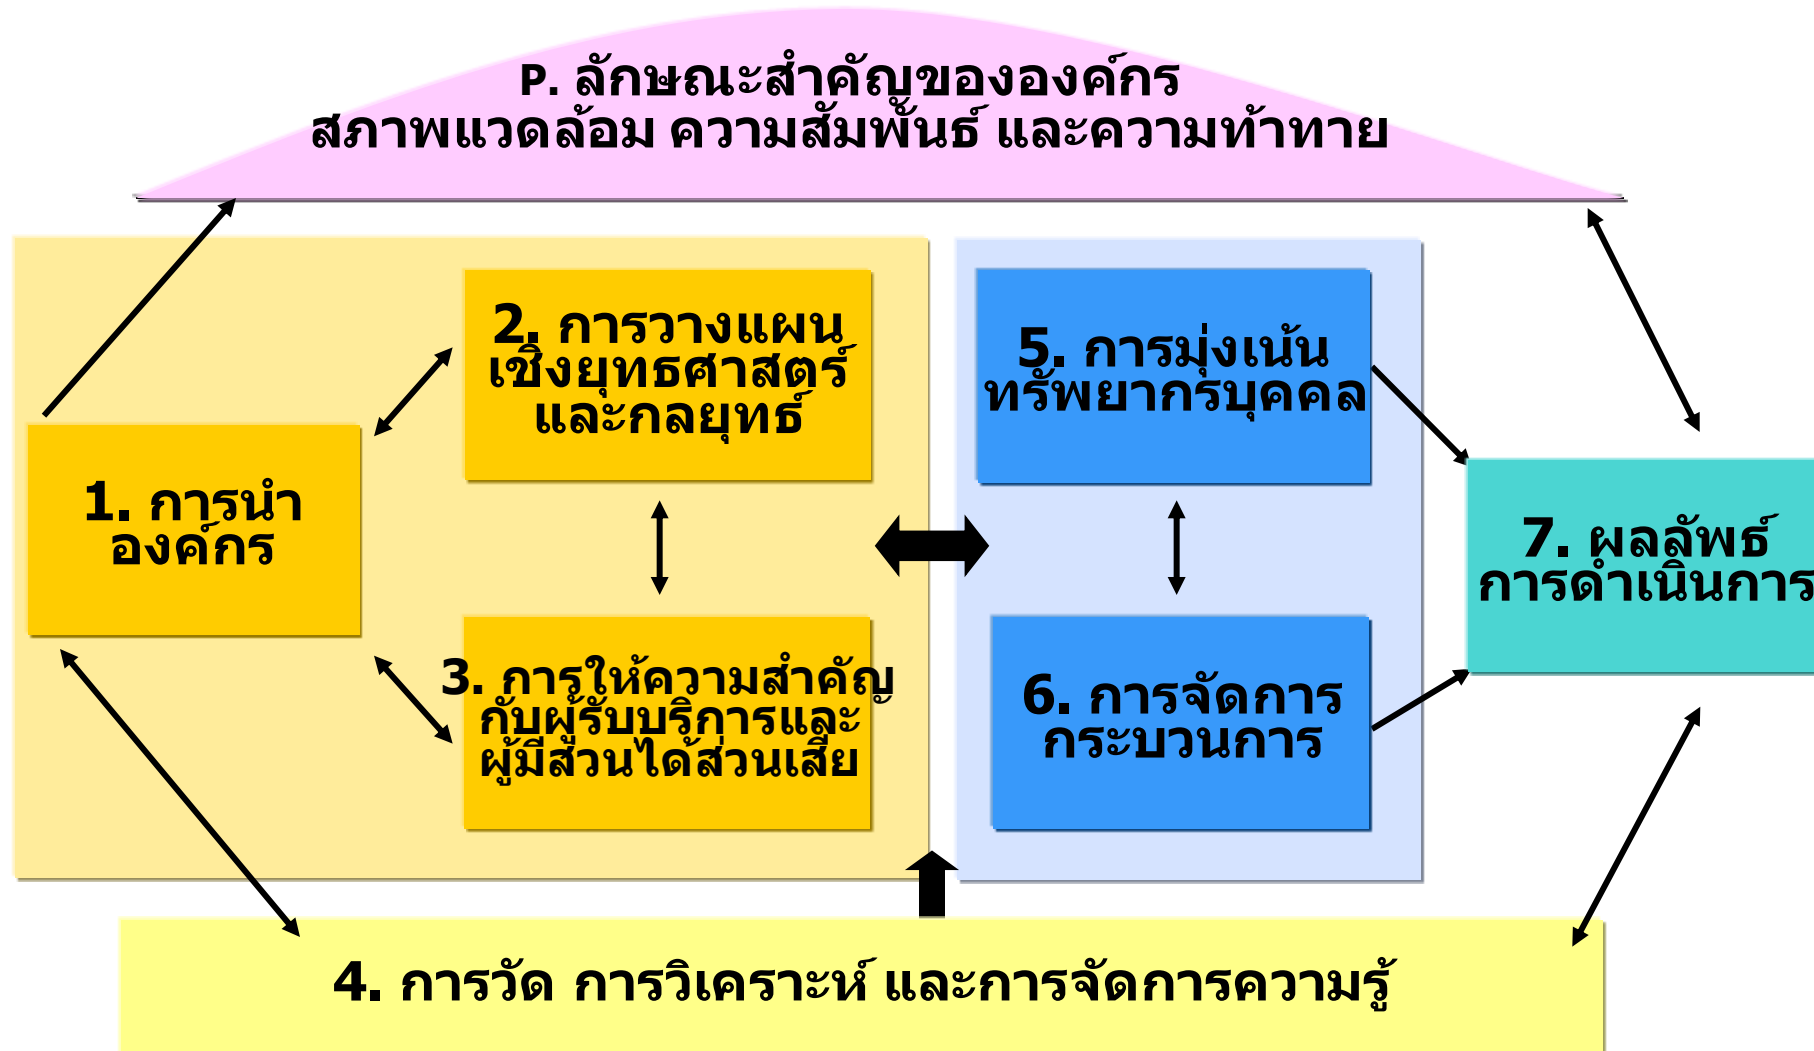 P. ลักษณะสำคัญขององค์กร
สภาพแวดล้อม ความสัมพันธ์ และความท้าทาย
1. การนำ
องค์กร
2. การวางแผน
เชิงยุทธศาสตร์
และกลยุทธ์
3. การให้ความสำคัญ
กับผู้รับบริการและ
ผู้มีส่วนได้ส่วนเสีย
5. การมุ่งเน้น
ทรัพยากรบุคคล
6. การจัดการ
กระบวนการ
7. ผลลัพธ์
การดำเนินการ
4. การวัด การวิเคราะห์ และการจัดการความรู้